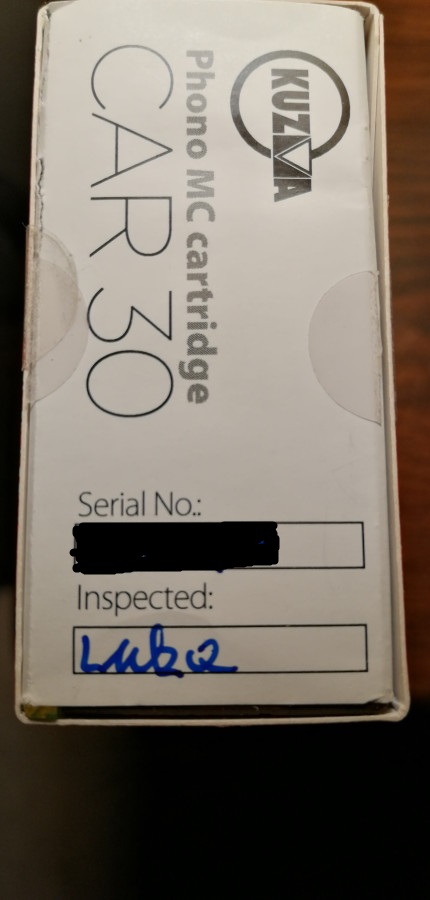 KUZMA
Phono MC cartridge
CAR 30
Serial No.:
Inspected:
Luka